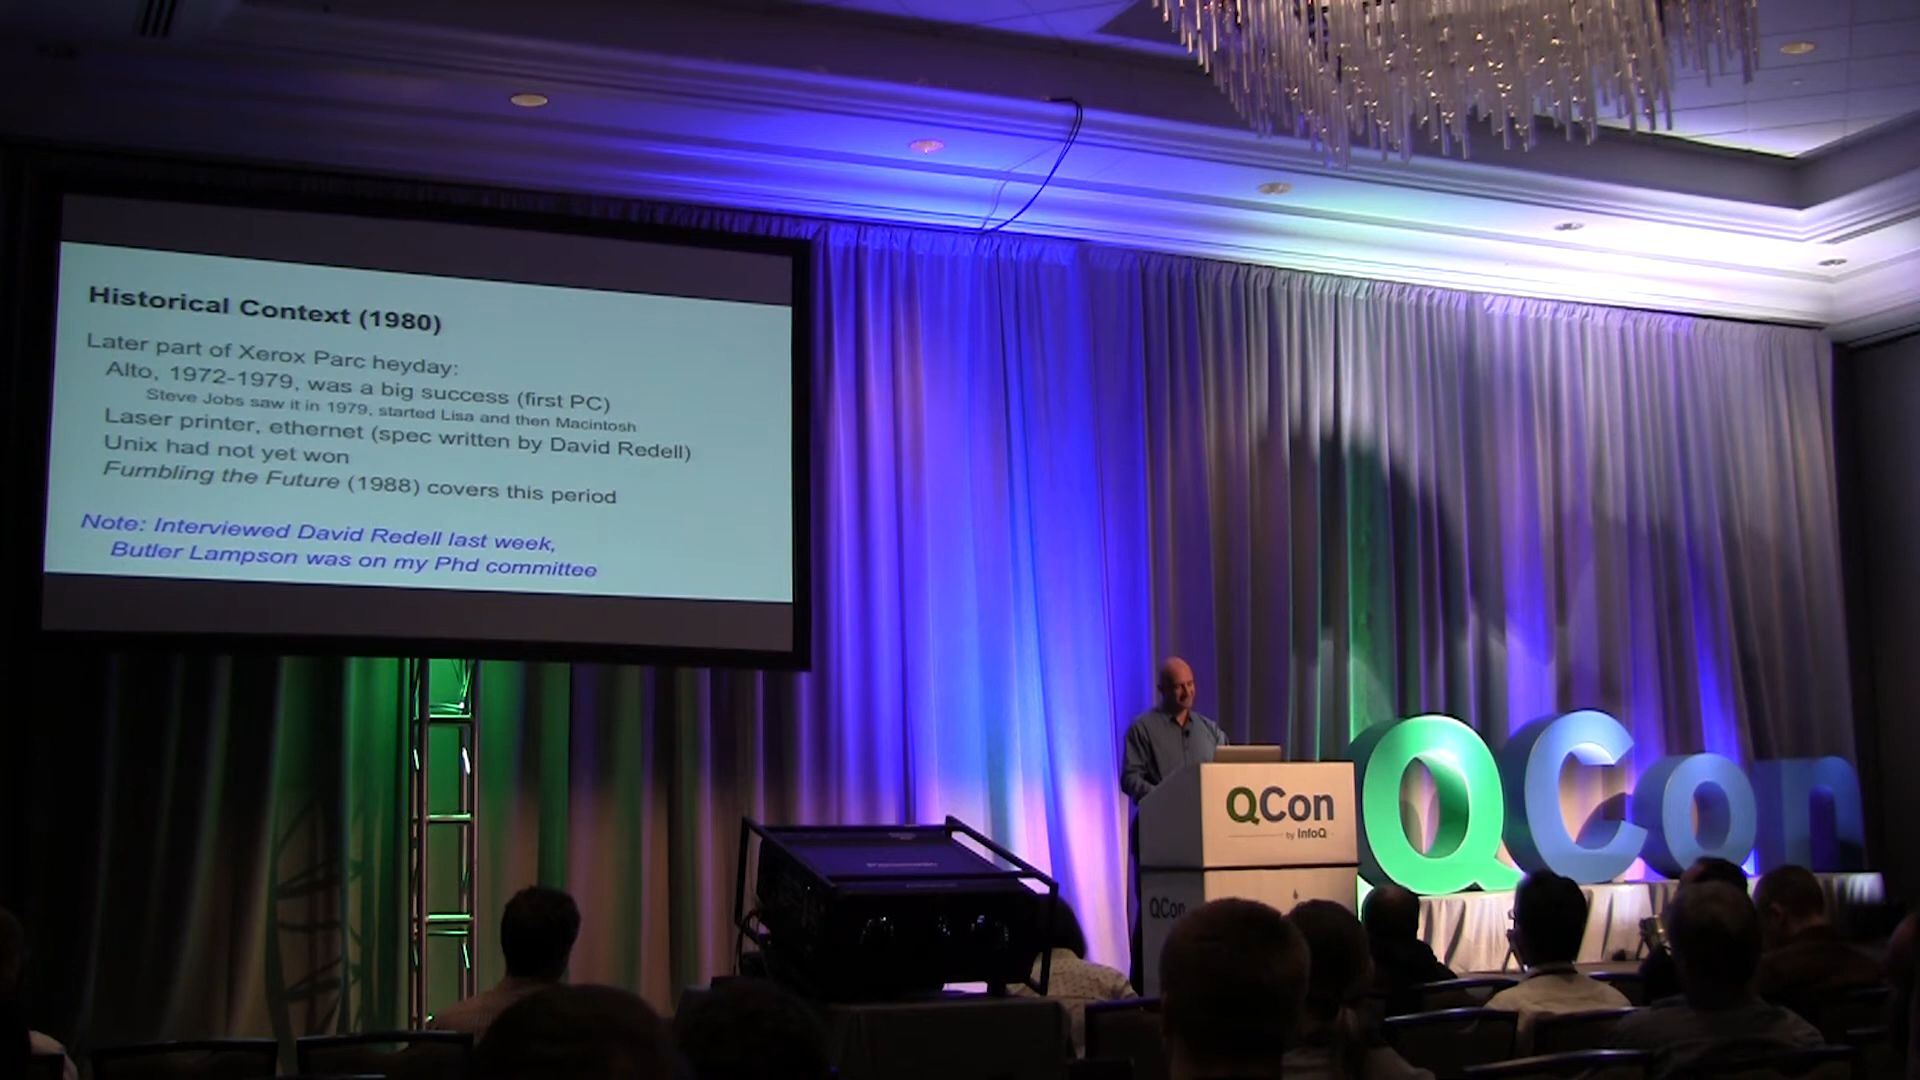 Historical Context (1980)
Later part of Xerox Parc heyday:
Alto, 1972-1979, was a big success (first PC)
Steve Jobs saw it in 1979, started Lisa and then Macintosh
Laser printer, ethernet (spec written by David Redell)
Unix had not yet won
Fumbling the Future (1988) covers this period
Note: Interviewed David Redell last week,
Butler Lampson was on my Phd committee
QCon
by InfoQ
QCon
QCon